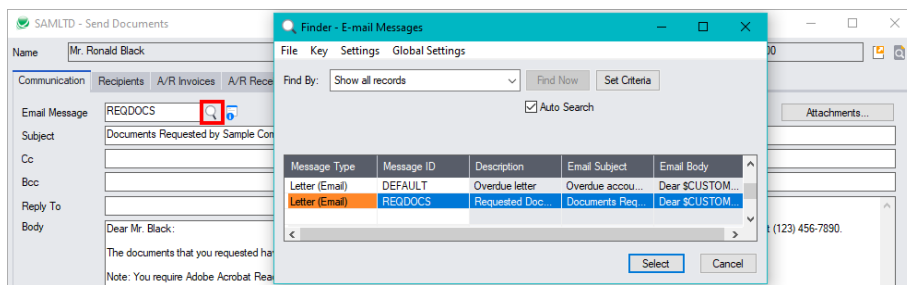 SAMLTD - Send Documents
Name Mr. Ronald Black 00
Communication Recipients A/R Invoices A/R Rece
Email Message REQDOCS Attachments...
Subject Documents Requested by Sample Com
Cc
Bcc
Reply To
Body Dear Mr. Black: t (123) 456-7890.
The documents that you requested ha
Note: You require Adobe Acrobat Rea
Finder - E-mail Messages
File Key Settings Global Settings
Find By: Show all records Find Now Set Criteria
Auto Search
Message Type Message ID Description Email Subject Email Body
Letter (Email) DEFAULT Overdue letter Overdue accou... Dear $CUSTOM...
Letter (Email) REQDOCS Requested Doc... Documents Req... Dear $CUSTOM...
Select Cancel